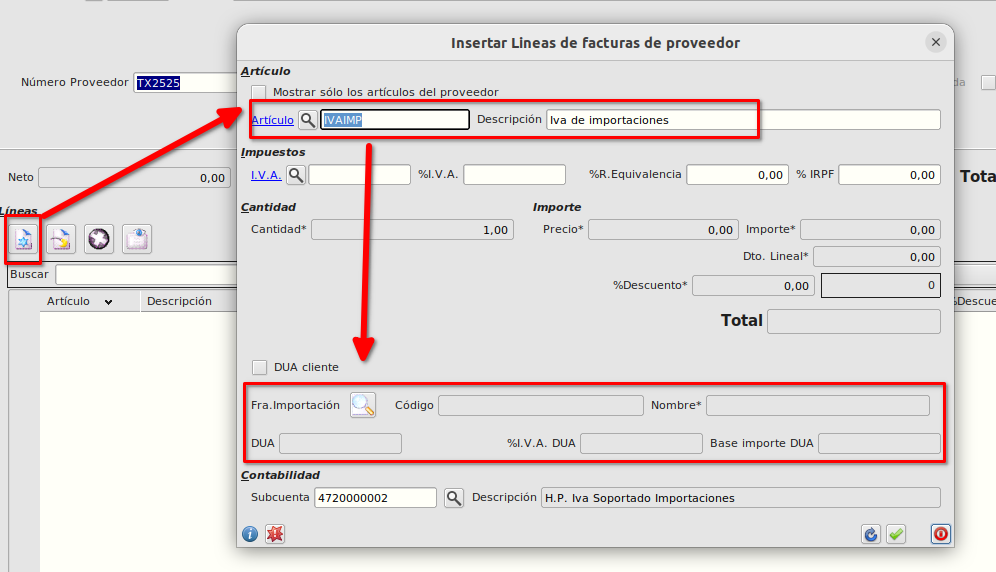 Insertar Lineas de facturas de proveedor
Artículo
Mostrar sólo los artículos del proveedor
Número Proveedor TX2525
da
Artículo IVAIMP Descripción Iva de importaciones
Impuestos
Neto 0,00
I.V.A. %I.V.A. %R.Equivalencia 0,00 % IRPF 0,00
Tota
Líneas
Cantidad Importe
Cantidad* 1,00 Precio* 0,00 Importe* 0,00
Dto. Lineal* 0,00
Buscar
%Descuento* 0,00 0
Artículo Descripción
%Descue
Total
DUA cliente
Fra.Importación Código Nombre*
DUA %I.V.A. DUA Base importe DUA
Contabilidad
Subcuenta 4720000002 Descripción H.P. Iva Soportado Importaciones